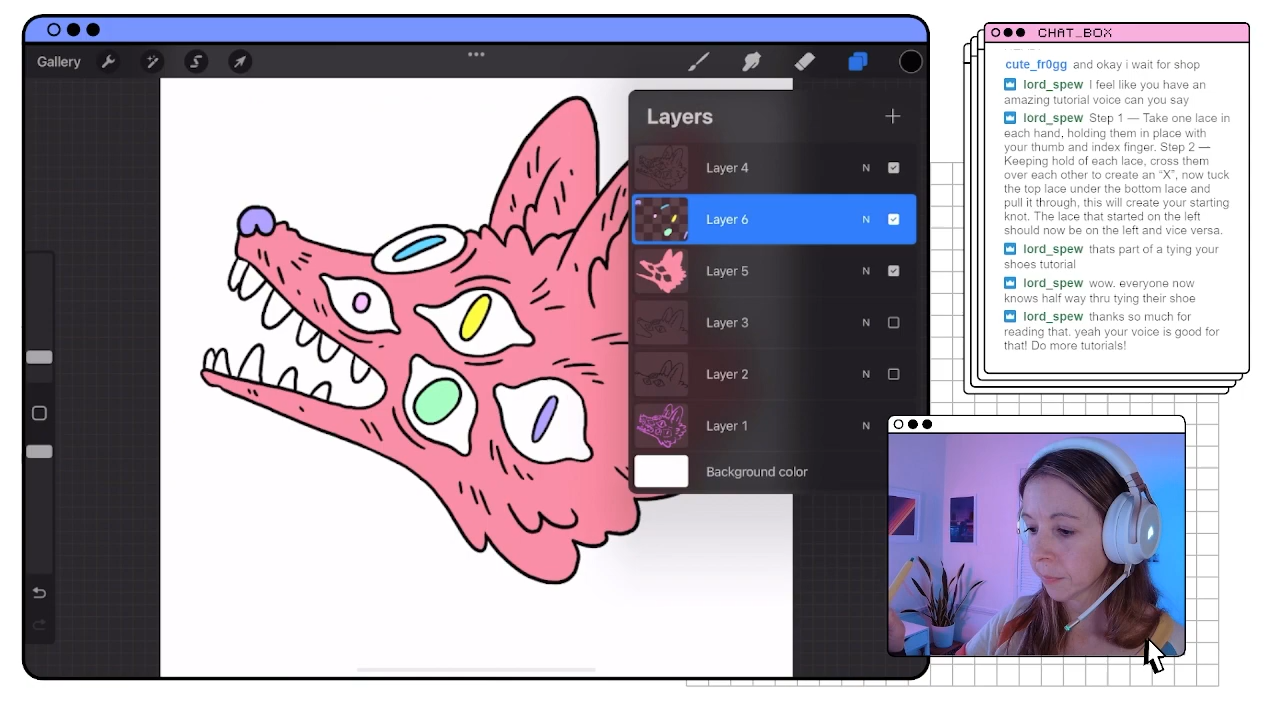 CHAT_BOX
Gallery
Layers
Layer 4 N
Layer 6 N
Layer 5 N
Layer 3 N
Layer 2 N
Layer 1 N
Background color
cute_fr0gg and okay i wait for shop
lord_spew I feel like you have an
amazing tutorial voice can you say
lord_spew Step 1 — Take one lace in
each hand, holding them in place with
your thumb and index finger. Step 2 —
Keeping hold of each lace, cross them
over each other to create an “X”, now tuck
the top lace under the bottom lace and
pull it through, this will create your starting
knot. The lace that started on the left
should now be on the left and vice versa.
lord_spew thats part of a tying your
shoes tutorial
lord_spew wow. everyone now
knows half way thru tying their shoe
lord_spew thanks so much for
reading that. yeah your voice is good for
that! Do more tutorials!